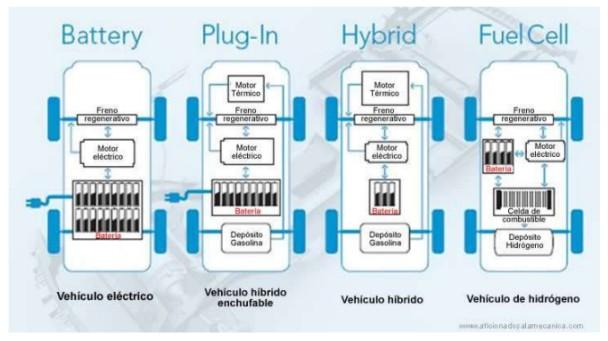 Battery
Plug-In
Hybrid
Fuel Cell
Freno
regenerativo
Motor
eléctrico
Batería
Vehículo eléctrico
Motor
Térmico
Freno
regenerativo
Motor
eléctrico
Batería
Depósito
Gasolina
Vehículo híbrido
enchufable
Motor
Térmico
Freno
regenerativo
Motor
eléctrico
Batería
Depósito
Gasolina
Vehículo híbrido
Freno
regenerativo
Motor
eléctrico
Batería
Celda de
combustible
Depósito
Hidrógeno
Vehículo de hidrógeno
www.aficionadosalamecanica.com